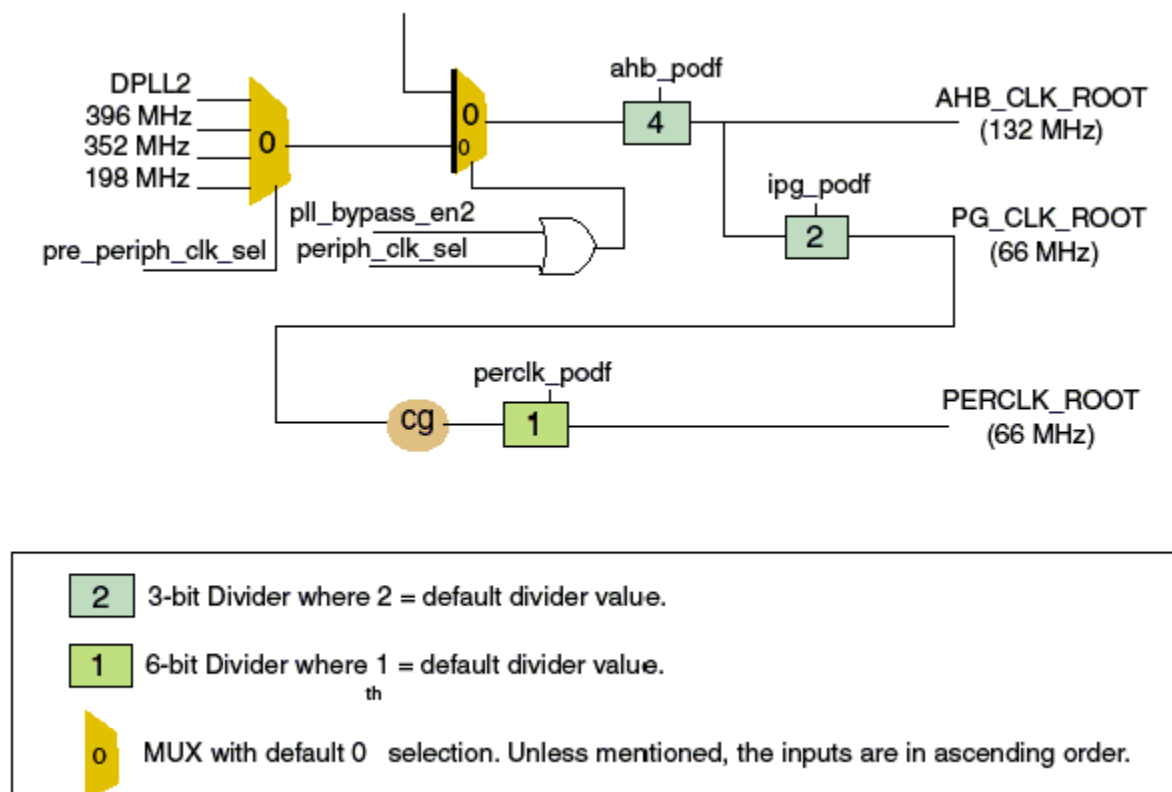 ahb_podf
DPLL2
396 MHz
352 MHz
198 MHz
0
0
0
4
AHB_CLK_ROOT
(132 MHz)
ipg_podf
pll_bypass_en2
periph_clk_sel
pre_periph_clk_sel
2
PG_CLK_ROOT
(66 MHz)
perclk_podf
cg
1
PERCLK_ROOT
(66 MHz)
2 3-bit Divider where 2 = default divider value.
1 6-bit Divider where 1 = default divider value.
th
0 MUX with default 0 selection. Unless mentioned, the inputs are in ascending order.